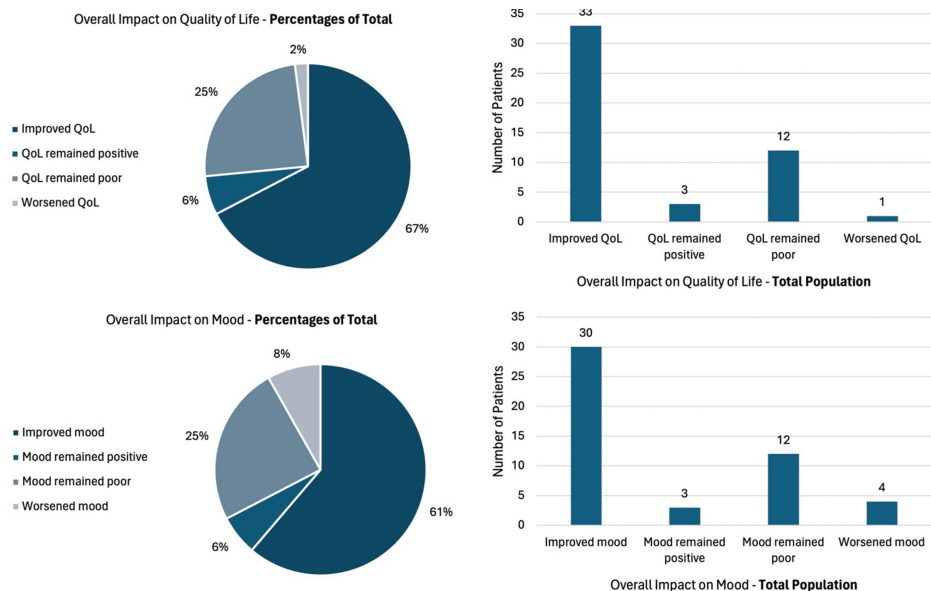 Overall Impact on Quality of Life - Percentages of Total
2%
25%
6%
67%
Improved QoL
QoL remained positive
QoL remained poor
Worsened QoL
Number of Patients
35
30
25
20
15
10
5
0
33
3
12
1
Improved QoL
QoL remained
positive
QoL remained
poor
Worsened QoL
Overall Impact on Quality of Life - Total Population
Overall Impact on Mood - Percentages of Total
8%
25%
6%
61%
Improved mood
Mood remained positive
Mood remained poor
Worsened mood
Number of Patients
35
30
25
20
15
10
5
0
30
3
12
4
Improved mood
Mood remained
positive
Mood remained
poor
Worsened mood
Overall Impact on Mood - Total Population